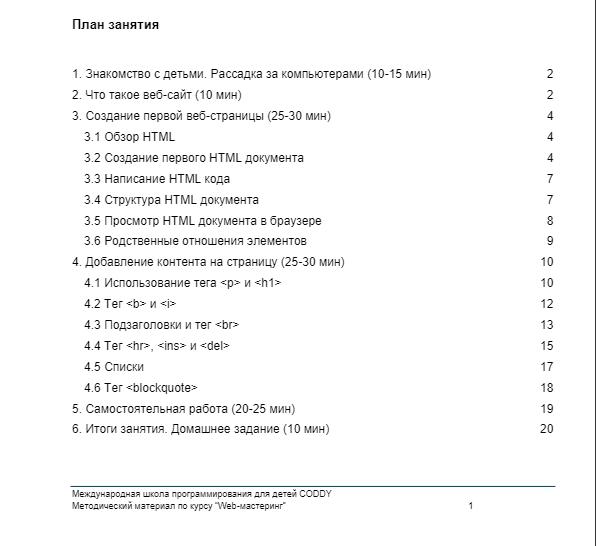 План занятия
1. Знакомство с детьми. Рассадка за компьютерами (10-15 мин) 2
2. Что такое веб-сайт (10 мин) 2
3. Создание первой веб-страницы (25-30 мин) 4
3.1 Обзор HTML 4
3.2 Создание первого HTML документа 4
3.3 Написание HTML кода 7
3.4 Структура HTML документа 7
3.5 Просмотр HTML документа в браузере 8
3.6 Родственные отношения элементов 9
4. Добавление контента на страницу (25-30 мин) 10
4.1 Использование тега <p> и <h1> 10
4.2 Тег <b> и <i> 12
4.3 Подзаголовки и тег <br> 13
4.4 Тег <hr>, <ins> и <del> 15
4.5 Списки 17
4.6 Тег <blockquote> 18
5. Самостоятельная работа (20-25 мин) 19
6. Итоги занятия. Домашнее задание (10 мин) 20
Международная школа программирования для детей CODDY
Методический материал по курсу "Web-мастеринг" 1